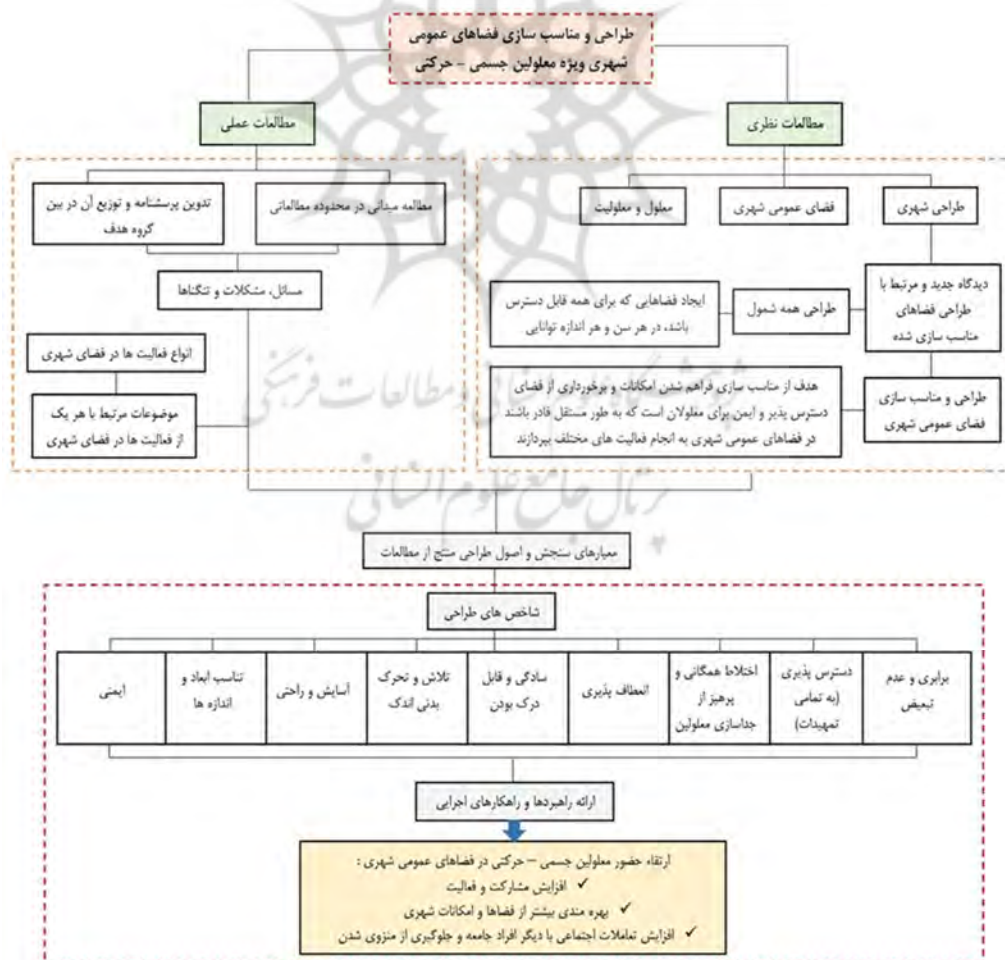 طراحی و مناسب سازی فضاهای عمومی
شهری ویژه معلولین جسمی – حرکتی
مطالعات نظری
مطالعات عملی
طراحی شهری
فضای عمومی شهری
معلول و معلولیت
دیدگاه جدید و مرتبط با
طراحی فضاهای
مناسب سازی شده
طراحی همه شمول
ایجاد فضاهایی که برای همه قابل دسترس
باشد، در هر سن و هر اندازه توانایی
طراحی و مناسب سازی
فضای عمومی شهری
هدف از مناسب سازی فراهم شدن امکانات و برخورداری از فضای
دسترس پذیر و ایمن برای معلولان است که به طور مستقل قادر باشند
در فضاهای عمومی شهری به انجام فعالیت های مختلف بپردازند
مطالعه میدانی در محدوده مطالعاتی
تدوین پرسشنامه و توزیع آن در بین
گروه هدف
مسائل، مشکلات و تنگناها
انواع فعالیت ها در فضای شهری
موضوعات مرتبط با هر یک
از فعالیت ها در فضای شهری
پژوهشگاه علوم انسانی و مطالعات فرهنگی
پرتال جامع علوم انسانی
معیارهای سنجش و اصول طراحی منتج از مطالعات
شاخص های طراحی
برابری و عدم
تبعیض
دسترس پذیری
(به تمامی
تمهیدات)
اختلاط همگانی و
پرهیز از
جداسازی معلولین
انعطاف پذیری
سادگی و قابل
درک بودن
تلاش و تحرک
بدنی اندک
آسایش و راحتی
تناسب ابعاد و
اندازه ها
ایمنی
ارائه راهبردها و راهکارهای اجرایی
ارتقاء حضور معلولین جسمی – حرکتی در فضاهای عمومی شهری :
✓ افزایش مشارکت و فعالیت
✓ بهره مندی بیشتر از فضاها و امکانات شهری
✓ افزایش تعاملات اجتماعی با دیگر افراد جامعه و جلوگیری از منزوی شدن